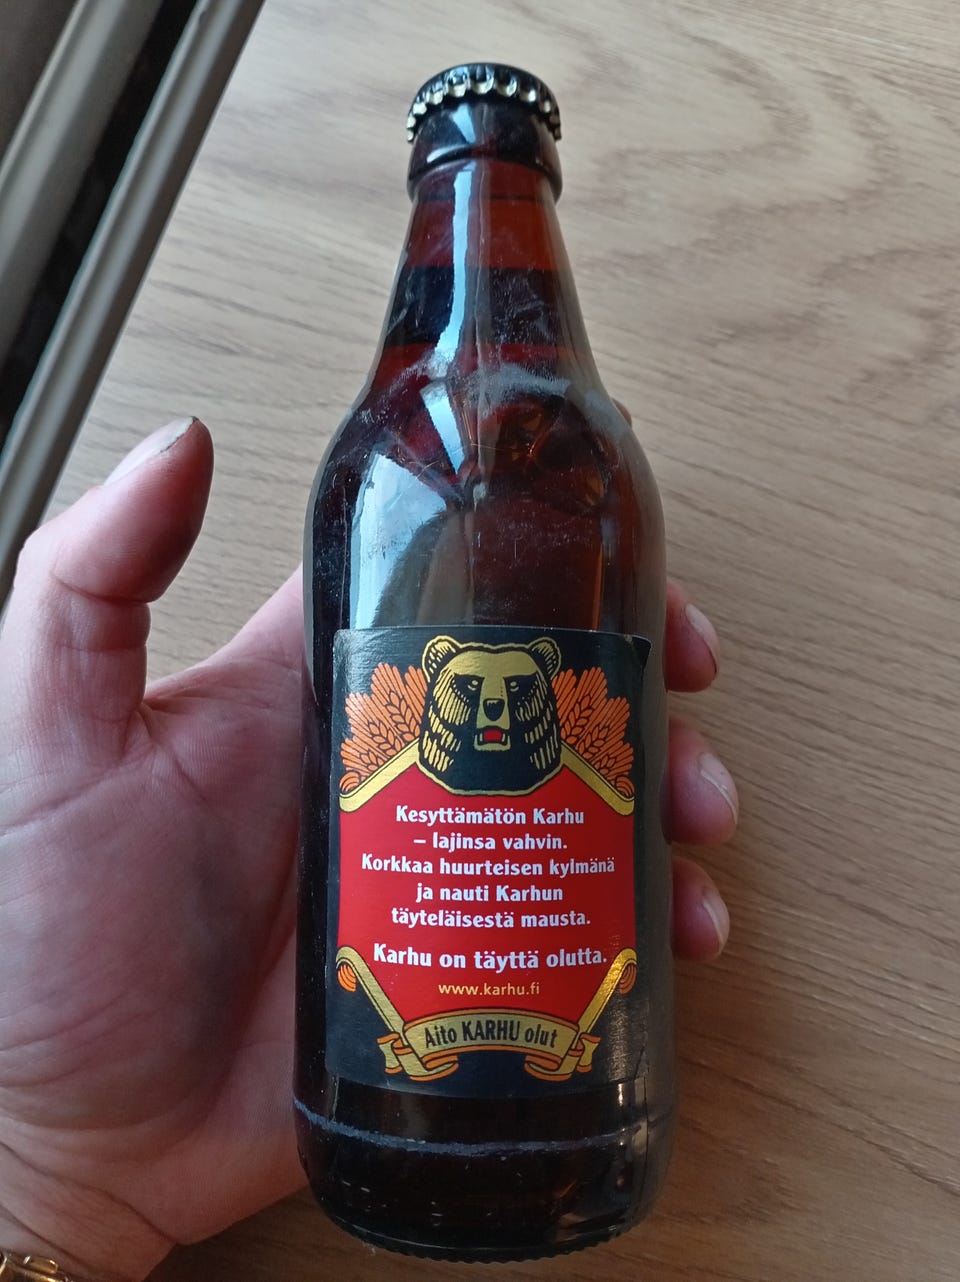 Kesyttämätön Karhu
– lajinsa vahvin.
Korkkaa huurteisen kylmänä
ja nauti Karhun
täyteläisestä mausta.
Karhu on täyttä olutta.
www.karhu.fi
Aito KARHU olut